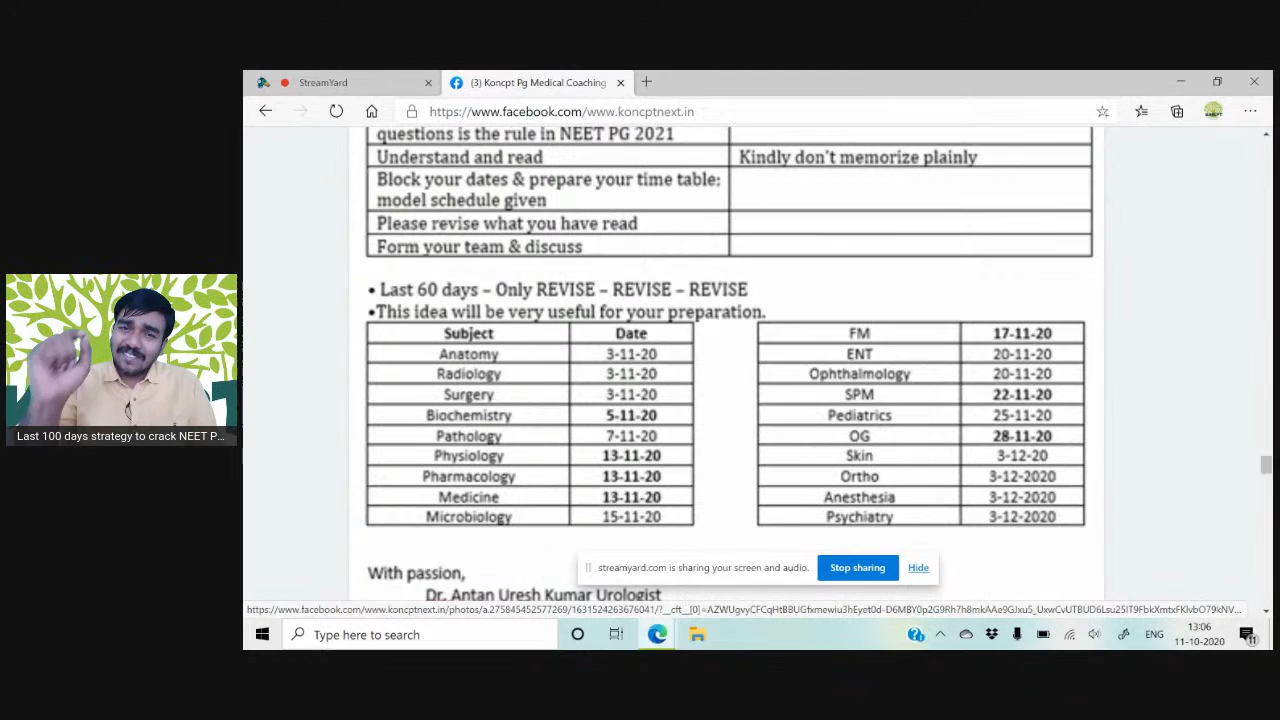 StreamYard
(3) Koncpt Pg Medical Coaching
https://www.facebook.com/www.koncptnext.in
questions is the rule in NEET PG 2021
Understand and read Kindly don't memorize plainly
Block your dates & prepare your time table;
model schedule given
Please revise what you have read
Form your team & discuss
• Last 60 days – Only REVISE – REVISE – REVISE
•This idea will be very useful for your preparation.
Subject Date FM 17-11-20
Anatomy 3-11-20 ENT 20-11-20
Radiology 3-11-20 Ophthalmology 20-11-20
Surgery 3-11-20 SPM 22-11-20
Biochemistry 5-11-20 Pediatrics 25-11-20
Pathology 7-11-20 OG 28-11-20
Physiology 13-11-20 Skin 3-12-20
Pharmacology 13-11-20 Ortho 3-12-2020
Medicine 13-11-20 Anesthesia 3-12-2020
Microbiology 15-11-20 Psychiatry 3-12-2020
Last 100 days strategy to crack NEET P...
streamyard.com is sharing your screen and audio. Stop sharing Hide
With passion,
Dr. Antan Uresh Kumar Urologist
Type here to search
ENG
13:06
11-10-2020
11